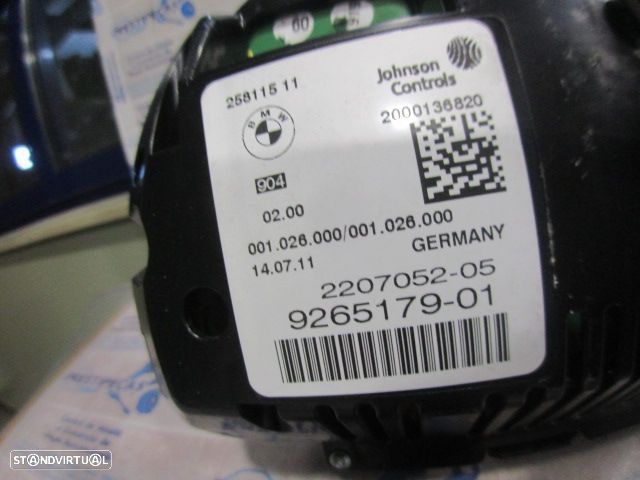 00
258115 11
Johnson
Controls
BMW
2000136820
904
02.00
001.026.000/001.026.000
14.07.11
GERMANY
2207052-05
9265179-01
STANDVIRTUAL